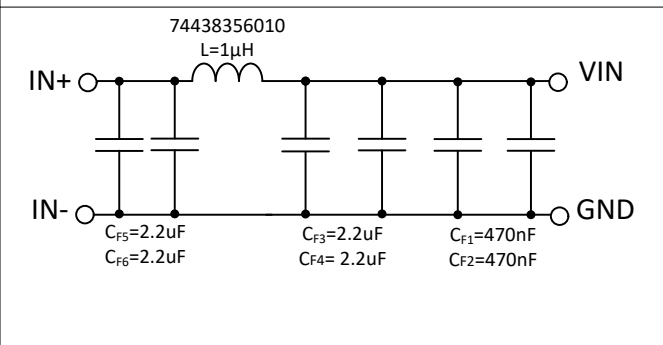 74438356010
L=1µH
IN+
VIN
IN-
GND
CF5=2.2uF
CF6=2.2uF
CF3=2.2uF
CF4= 2.2uF
CF1=470nF
CF2=470nF